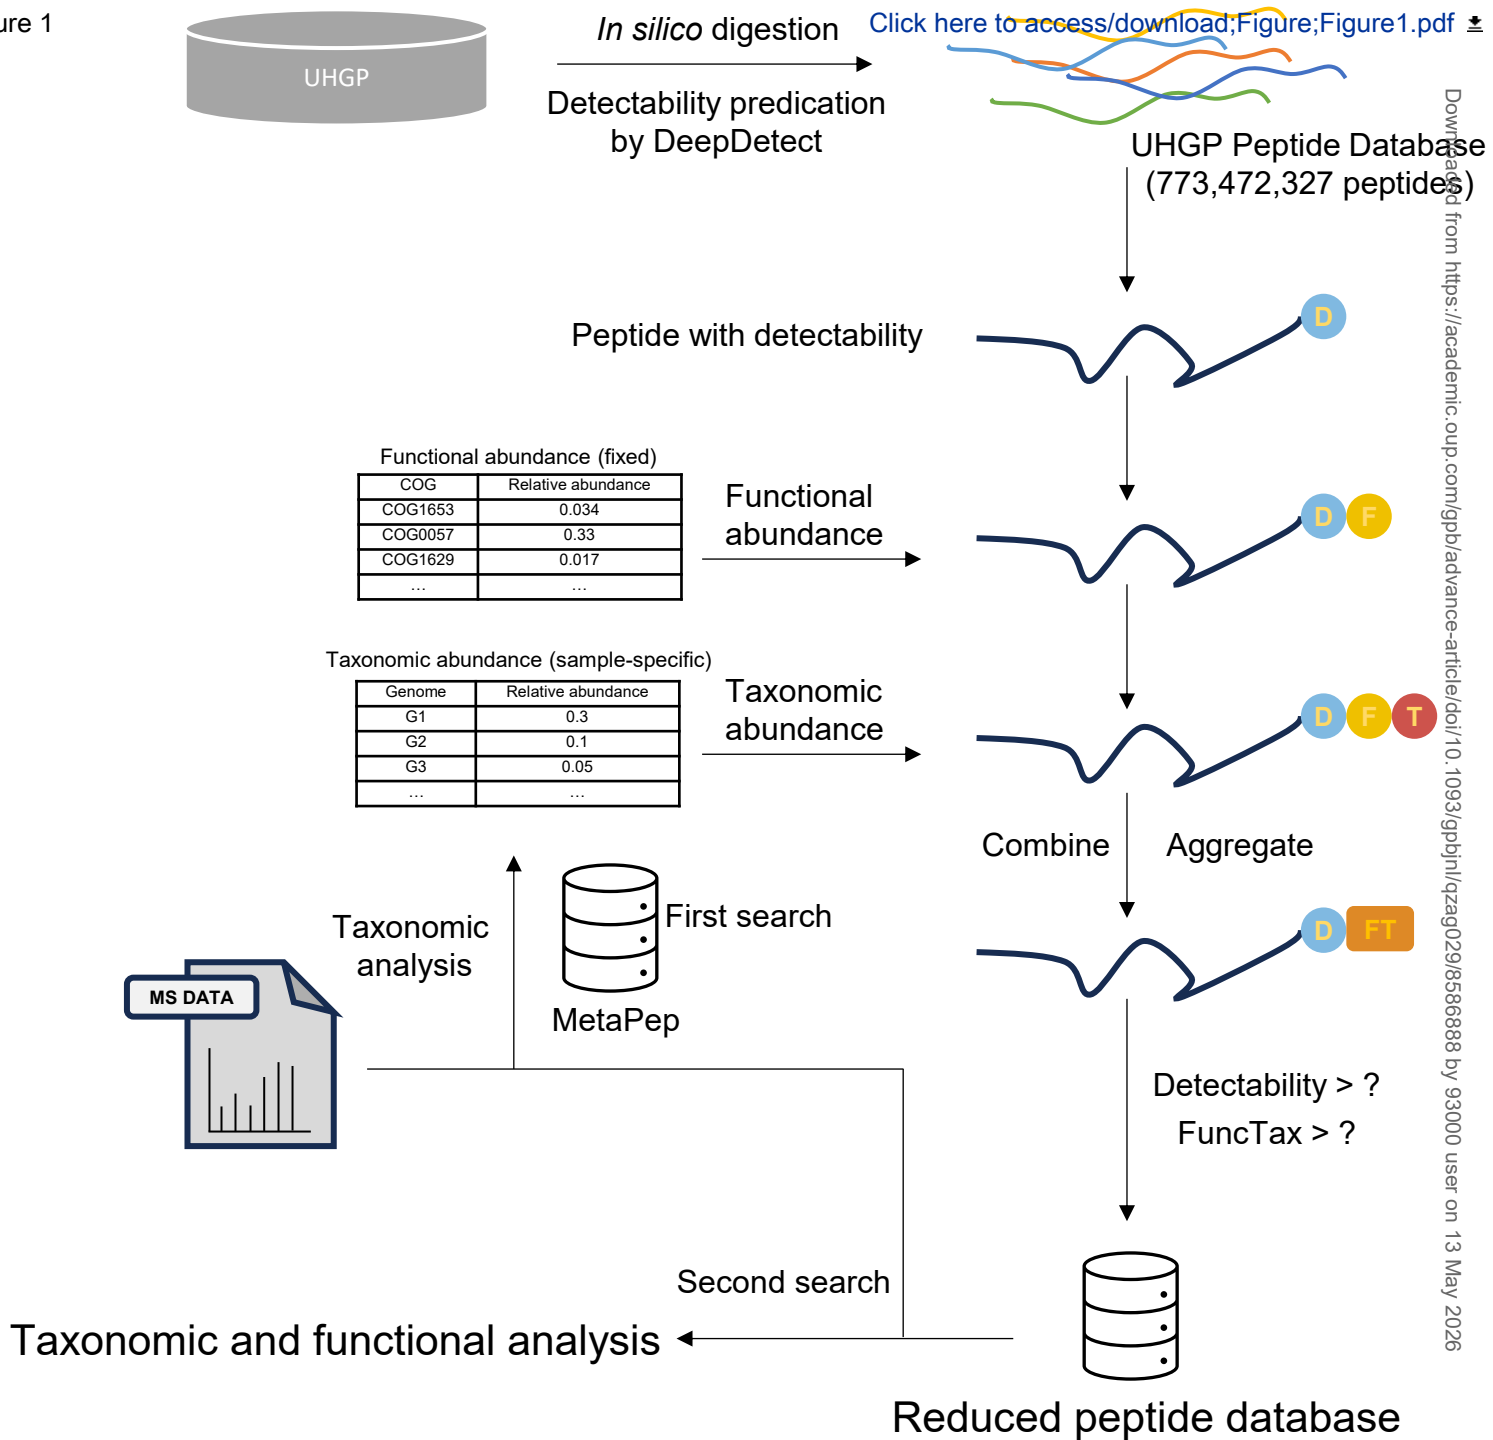 ure 1
Click here to access/download;Figure;Figure1.pdf
UHGP
In silico digestion
Detectability predication
by DeepDetect
UHGP Peptide Database
(773,472,327 peptides)
Peptide with detectability
D
Functional abundance (fixed)
COG Relative abundance
COG1653 0.034
COG0057 0.33
COG1629 0.017
... ...
Functional
abundance
D F
Taxonomic abundance (sample-specific)
Genome Relative abundance
G1 0.3
G2 0.1
G3 0.05
... ...
Taxonomic
abundance
D F T
Combine Aggregate
D FT
Taxonomic
analysis
First search
MetaPep
MS DATA
Detectability > ?
FuncTax > ?
Second search
Taxonomic and functional analysis
Reduced peptide database
Downloaded from https://academic.oup.com/gpb/advance-article/doi/10.1093/gpbjnl/qzag029/8586888 by 93000 user on 13 May 2026